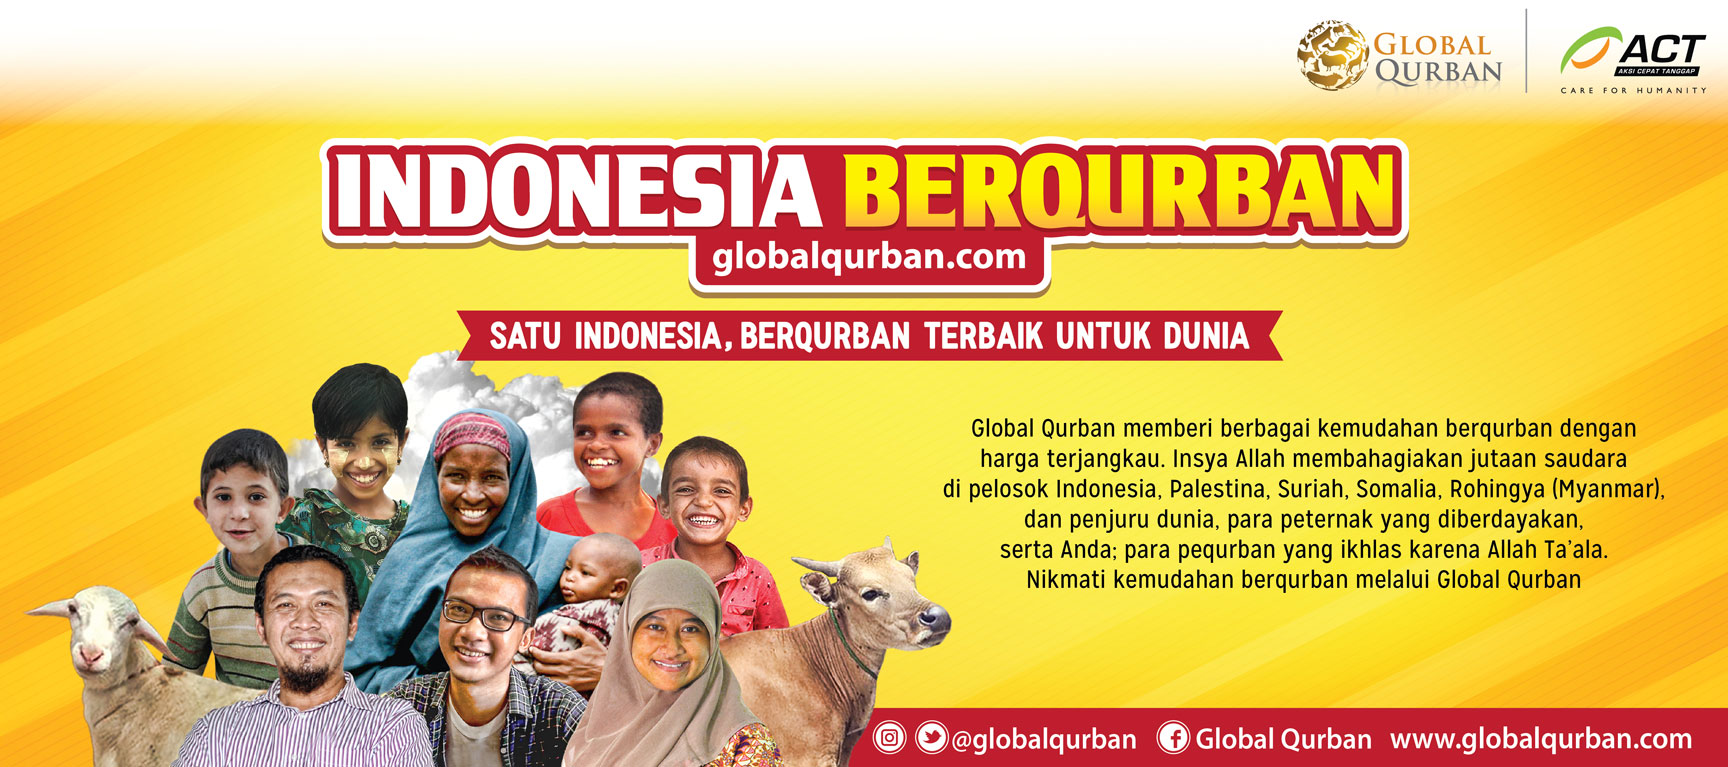 GLOBAL
QURBAN
ACT
AKSI CEPAT TANGGAP
CARE FOR HUMANITY
INDONESIA BERQURBAN
globalqurban.com
SATU INDONESIA, BERQURBAN TERBAIK UNTUK DUNIA
Global Qurban memberi berbagai kemudahan berqurban dengan
harga terjangkau. Insya Allah membahagiakan jutaan saudara
di pelosok Indonesia, Palestina, Suriah, Somalia, Rohingya (Myanmar),
dan penjuru dunia, para peternak yang diberdayakan,
serta Anda; para pequrban yang ikhlas karena Allah Ta'ala.
Nikmati kemudahan berqurban melalui Global Qurban
@globalqurban Global Qurban www.globalqurban.com